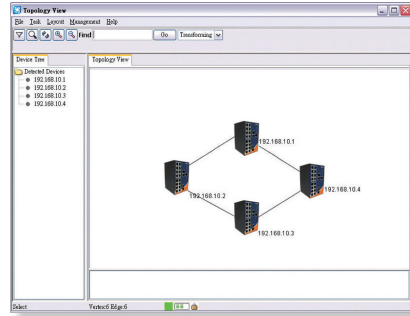 Topology View
File Task Layout Management Help
Find Go Transforming
Device Tree
Topology View
Detected Devices
192.168.10.1
192.168.10.2
192.168.10.3
192.168.10.4
192.168.10.1
192.168.10.2
192.168.10.4
192.168.10.3
Select Vertex:6 Edge:6